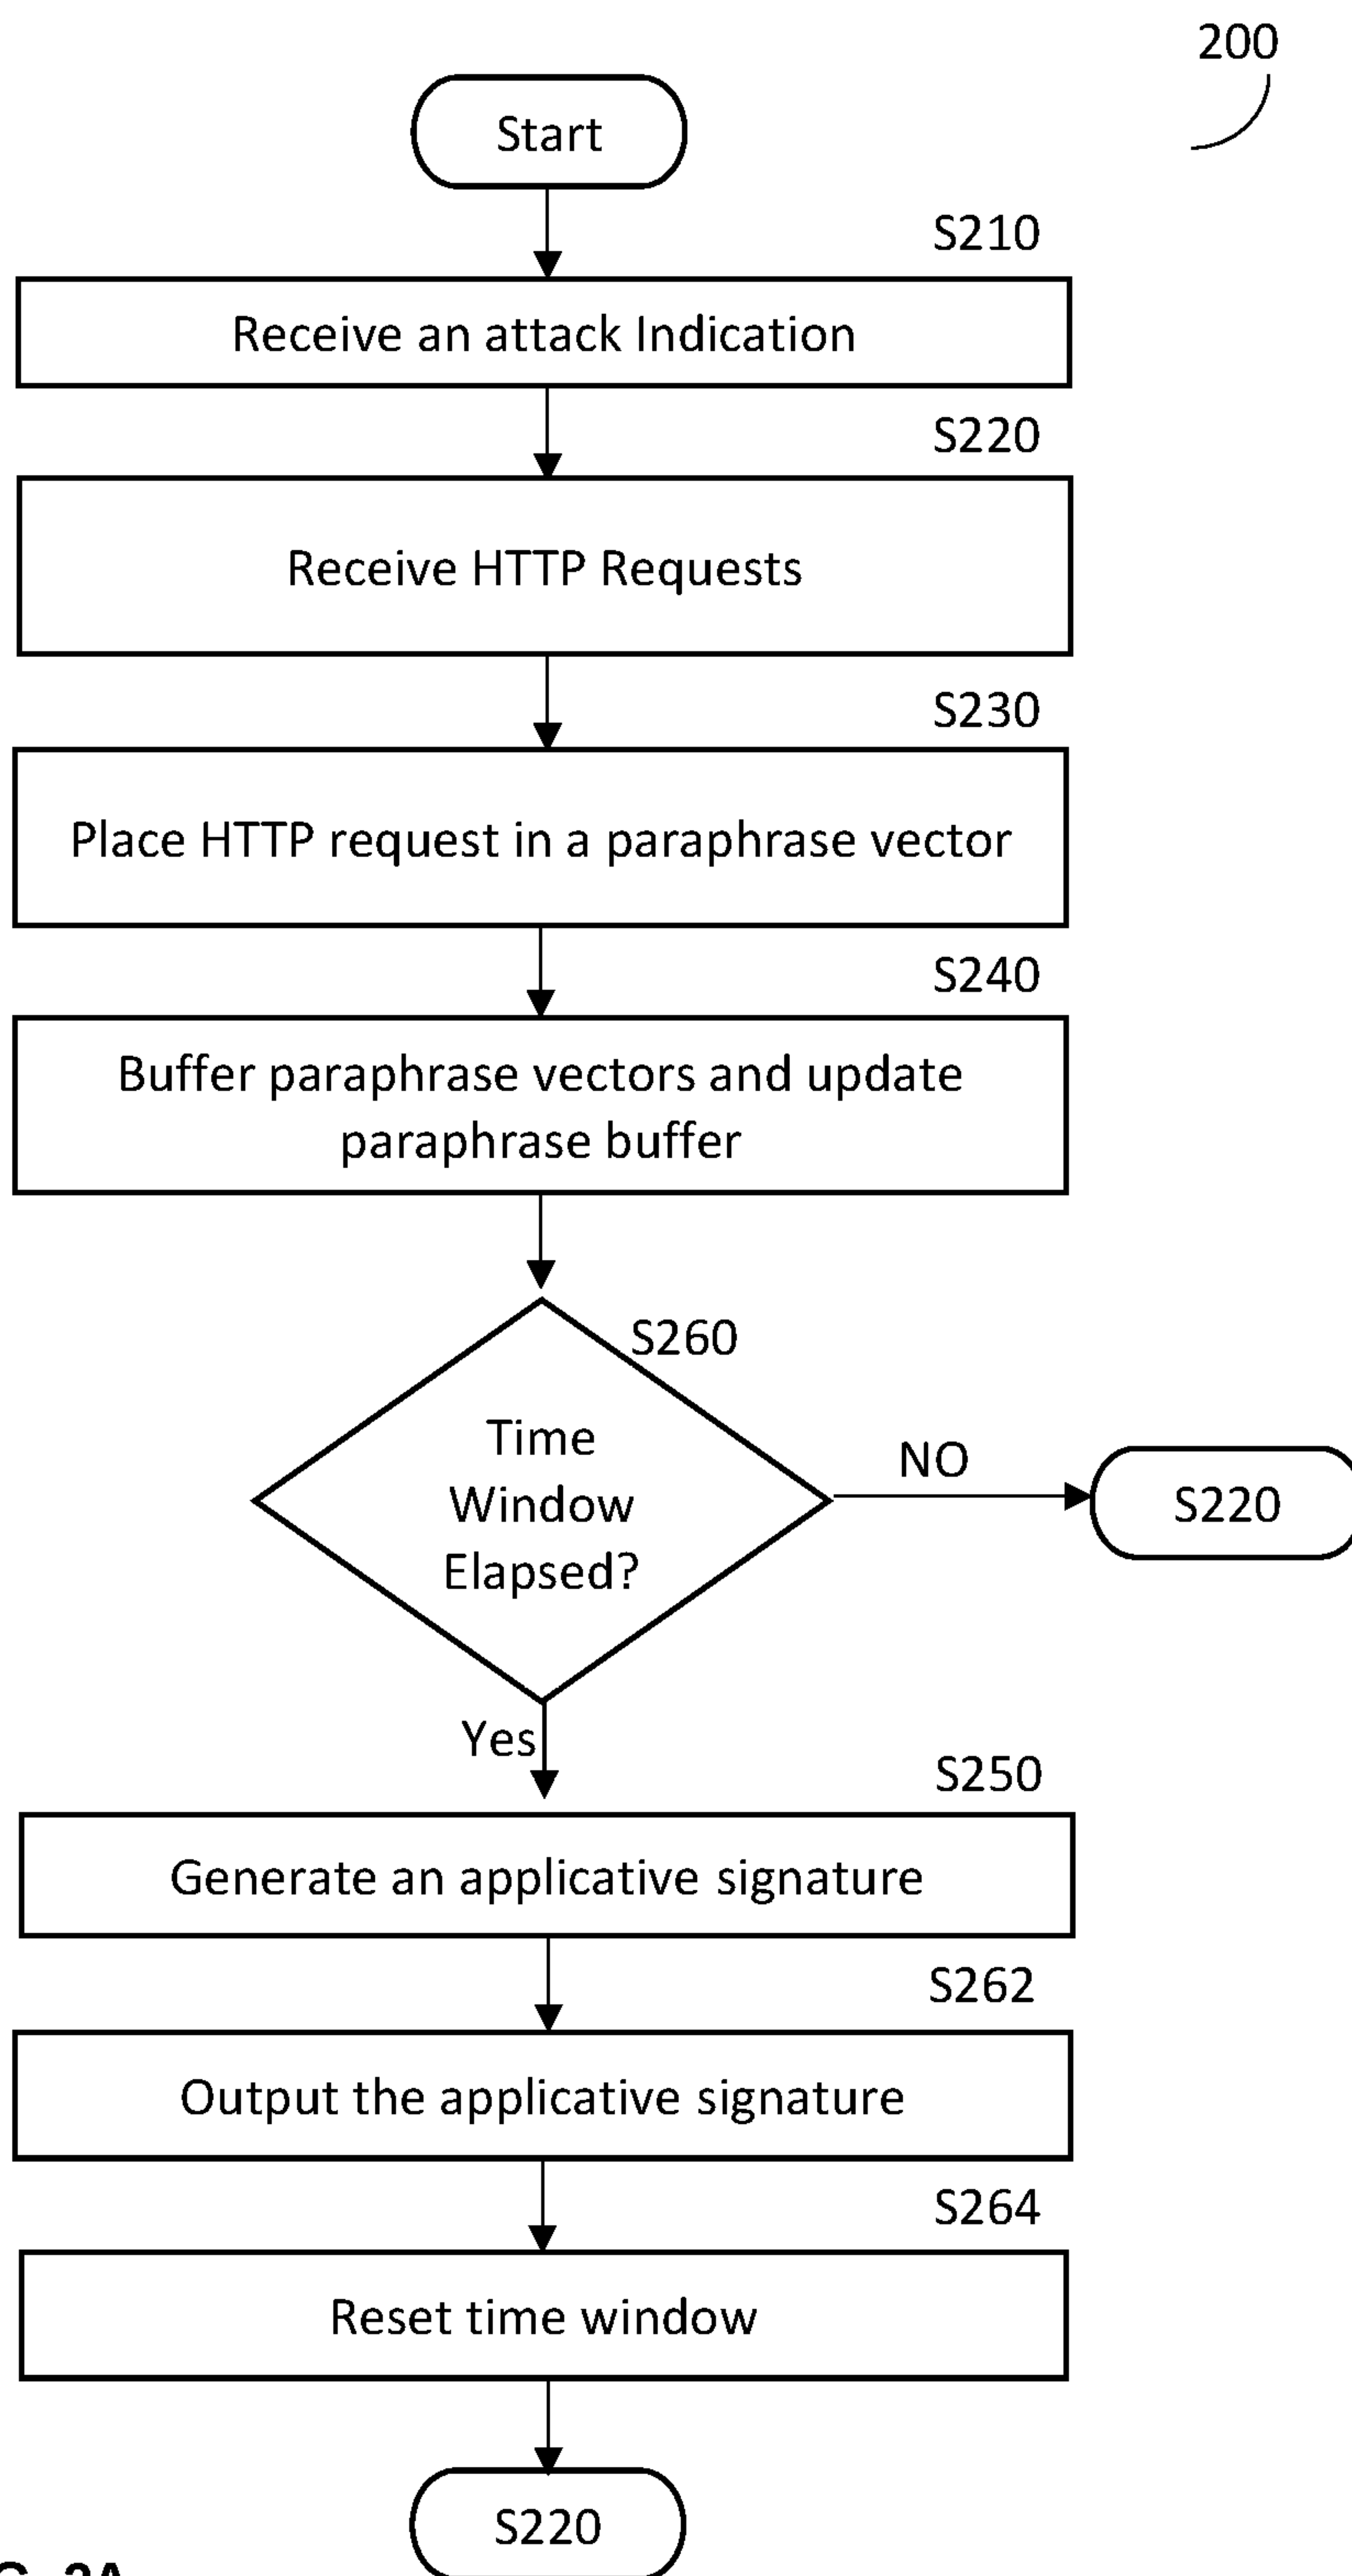 200
Start
S210
Receive an attack Indication
S220
Receive HTTP Requests
S230
Place HTTP request in a paraphrase vector
S240
Buffer paraphrase vectors and update
paraphrase buffer
S260
Time
Window
Elapsed?
NO
S220
Yes
S250
Generate an applicative signature
S262
Output the applicative signature
S264
Reset time window
S220